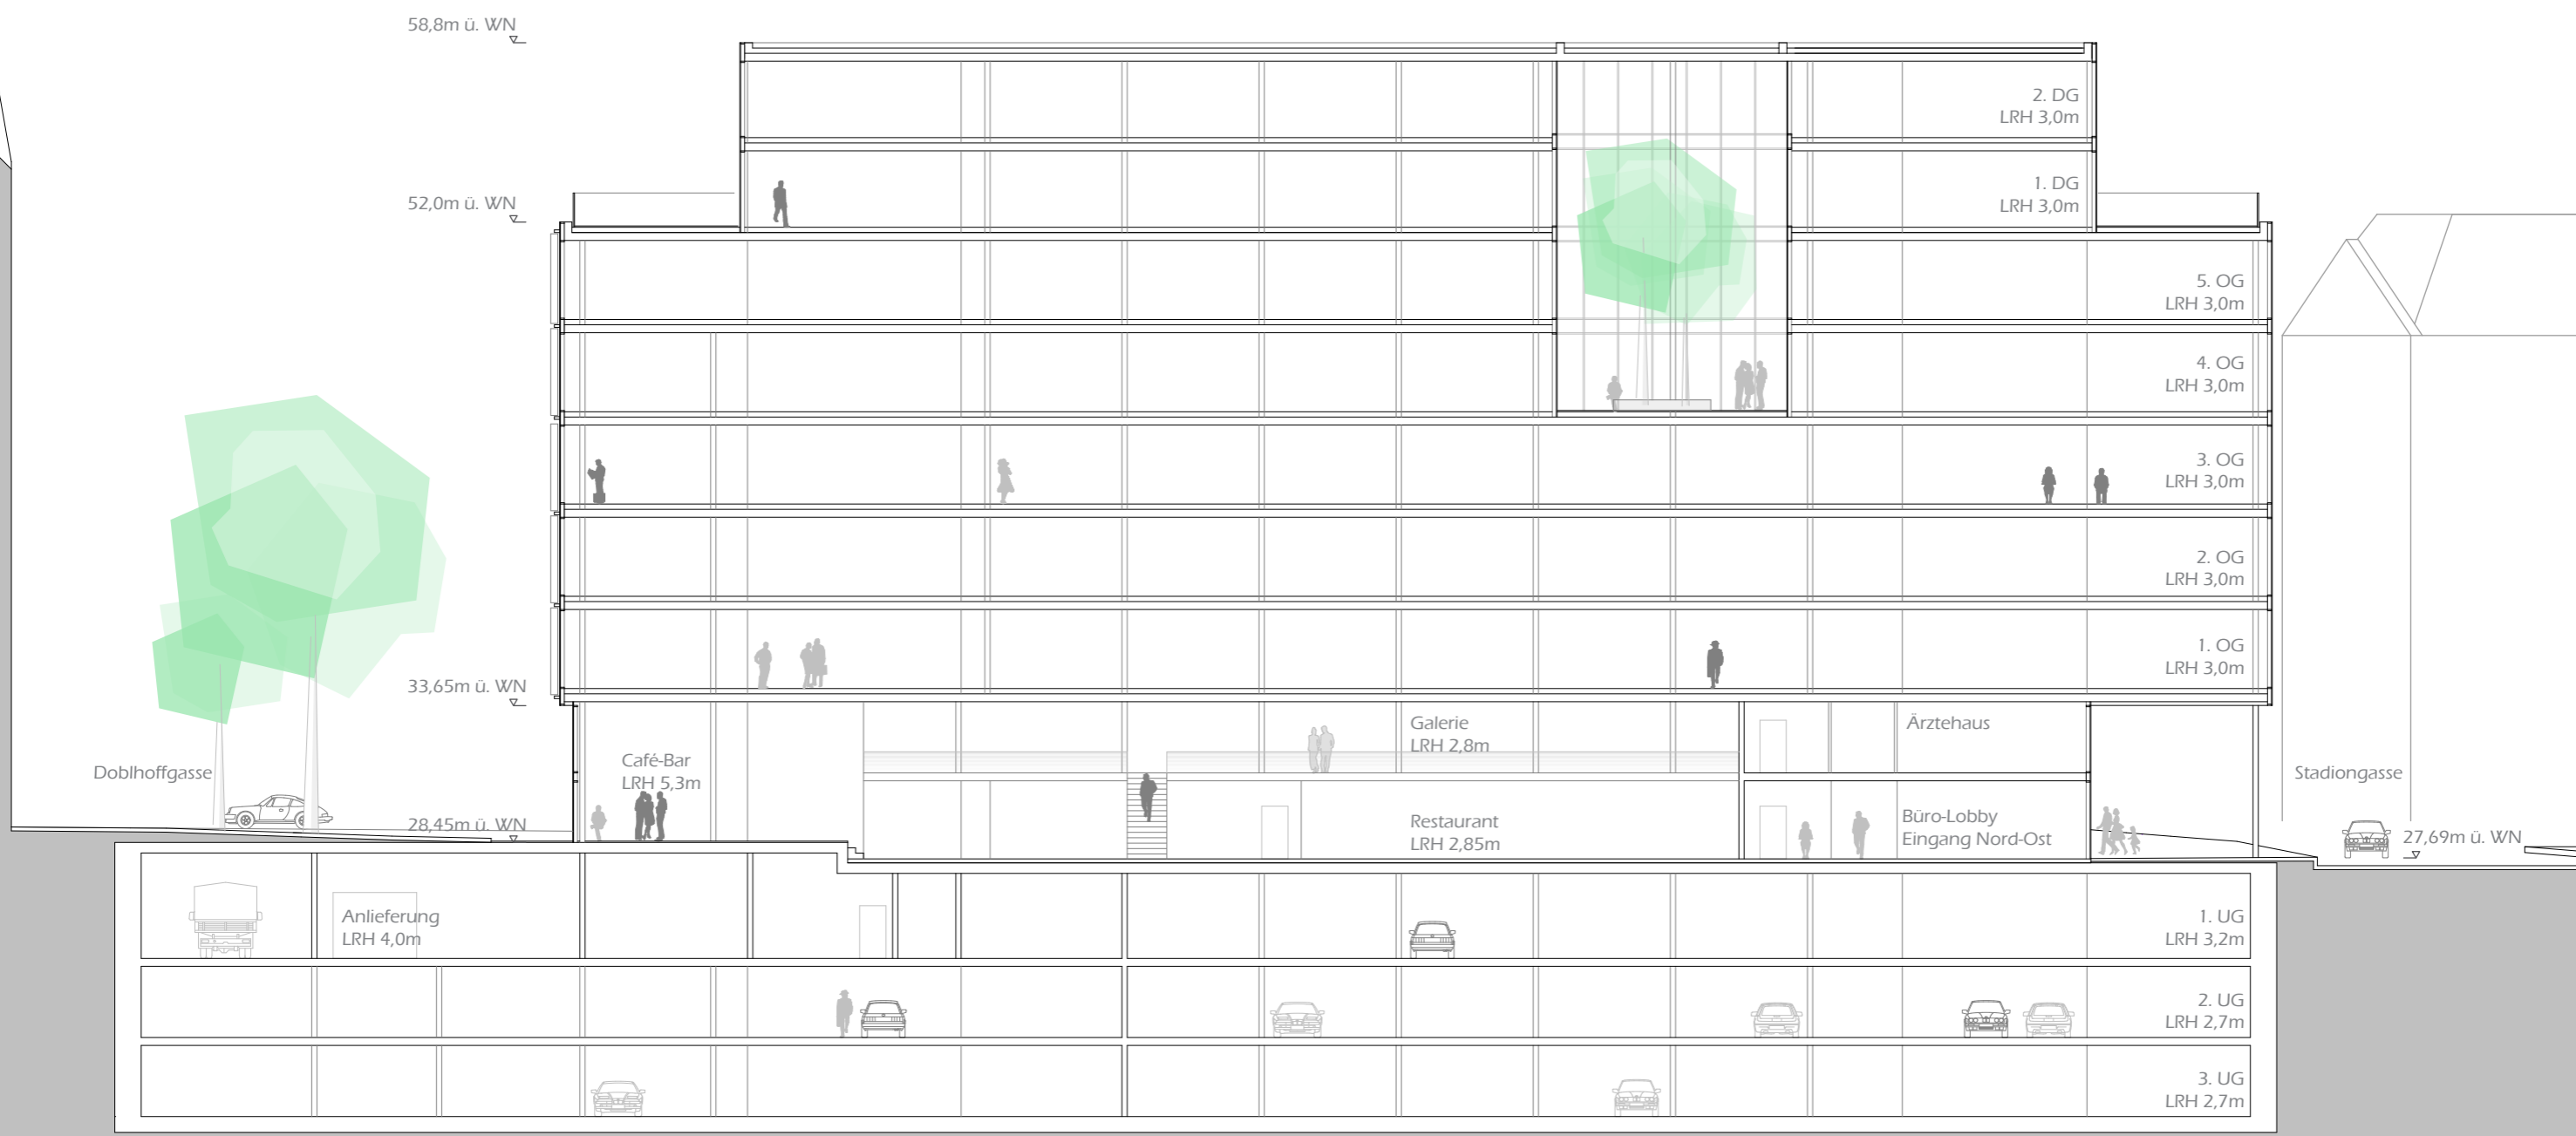 58,8m ü. WN
2. DG
LRH 3,0m
1. DG
LRH 3,0m
52,0m ü. WN
5. OG
LRH 3,0m
4. OG
LRH 3,0m
3. OG
LRH 3,0m
2. OG
LRH 3,0m
1. OG
LRH 3,0m
33,65m ü. WN
Galerie
LRH 2,8m
Ärztehaus
Café-Bar
LRH 5,3m
Doblhoffgasse
Stadiongasse
28,45m ü. WN
Restaurant
LRH 2,85m
Büro-Lobby
Eingang Nord-Ost
27,69m ü. WN
Anlieferung
LRH 4,0m
1. UG
LRH 3,2m
2. UG
LRH 2,7m
3. UG
LRH 2,7m